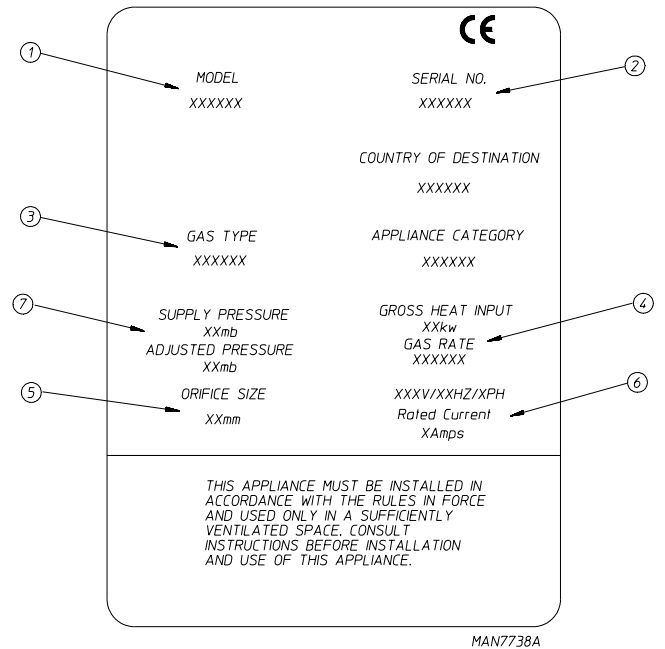 CE
1
MODEL
XXXXXX
2
SERIAL NO.
XXXXXX
COUNTRY OF DESTINATION
XXXXXX
3
GAS TYPE
XXXXXX
APPLIANCE CATEGORY
XXXXXX
7
SUPPLY PRESSURE
XXmb
ADJUSTED PRESSURE
XXmb
4
GROSS HEAT INPUT
XXkw
GAS RATE
XXXXXX
5
ORIFICE SIZE
XXmm
6
XXXV/XXHZ/XPH
Rated Current
XAmps
THIS APPLIANCE MUST BE INSTALLED IN
ACCORDANCE WITH THE RULES IN FORCE
AND USED ONLY IN A SUFFICIENTLY
VENTILATED SPACE. CONSULT
INSTRUCTIONS BEFORE INSTALLATION
AND USE OF THIS APPLIANCE.
MAN7738A